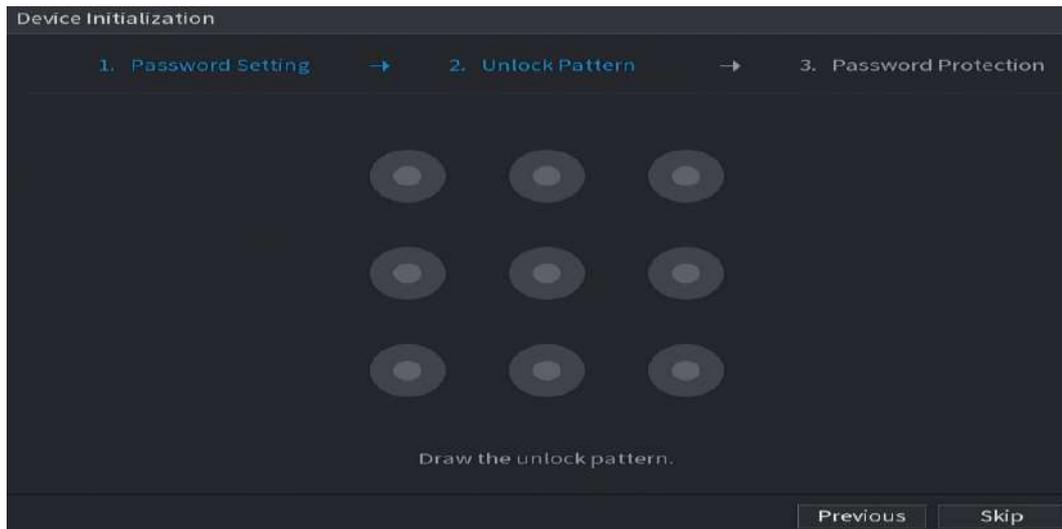 Device Initialization
1. Password Setting → 2. Unlock Pattern → 3. Password Protection
Draw the unlock pattern.
Previous Skip